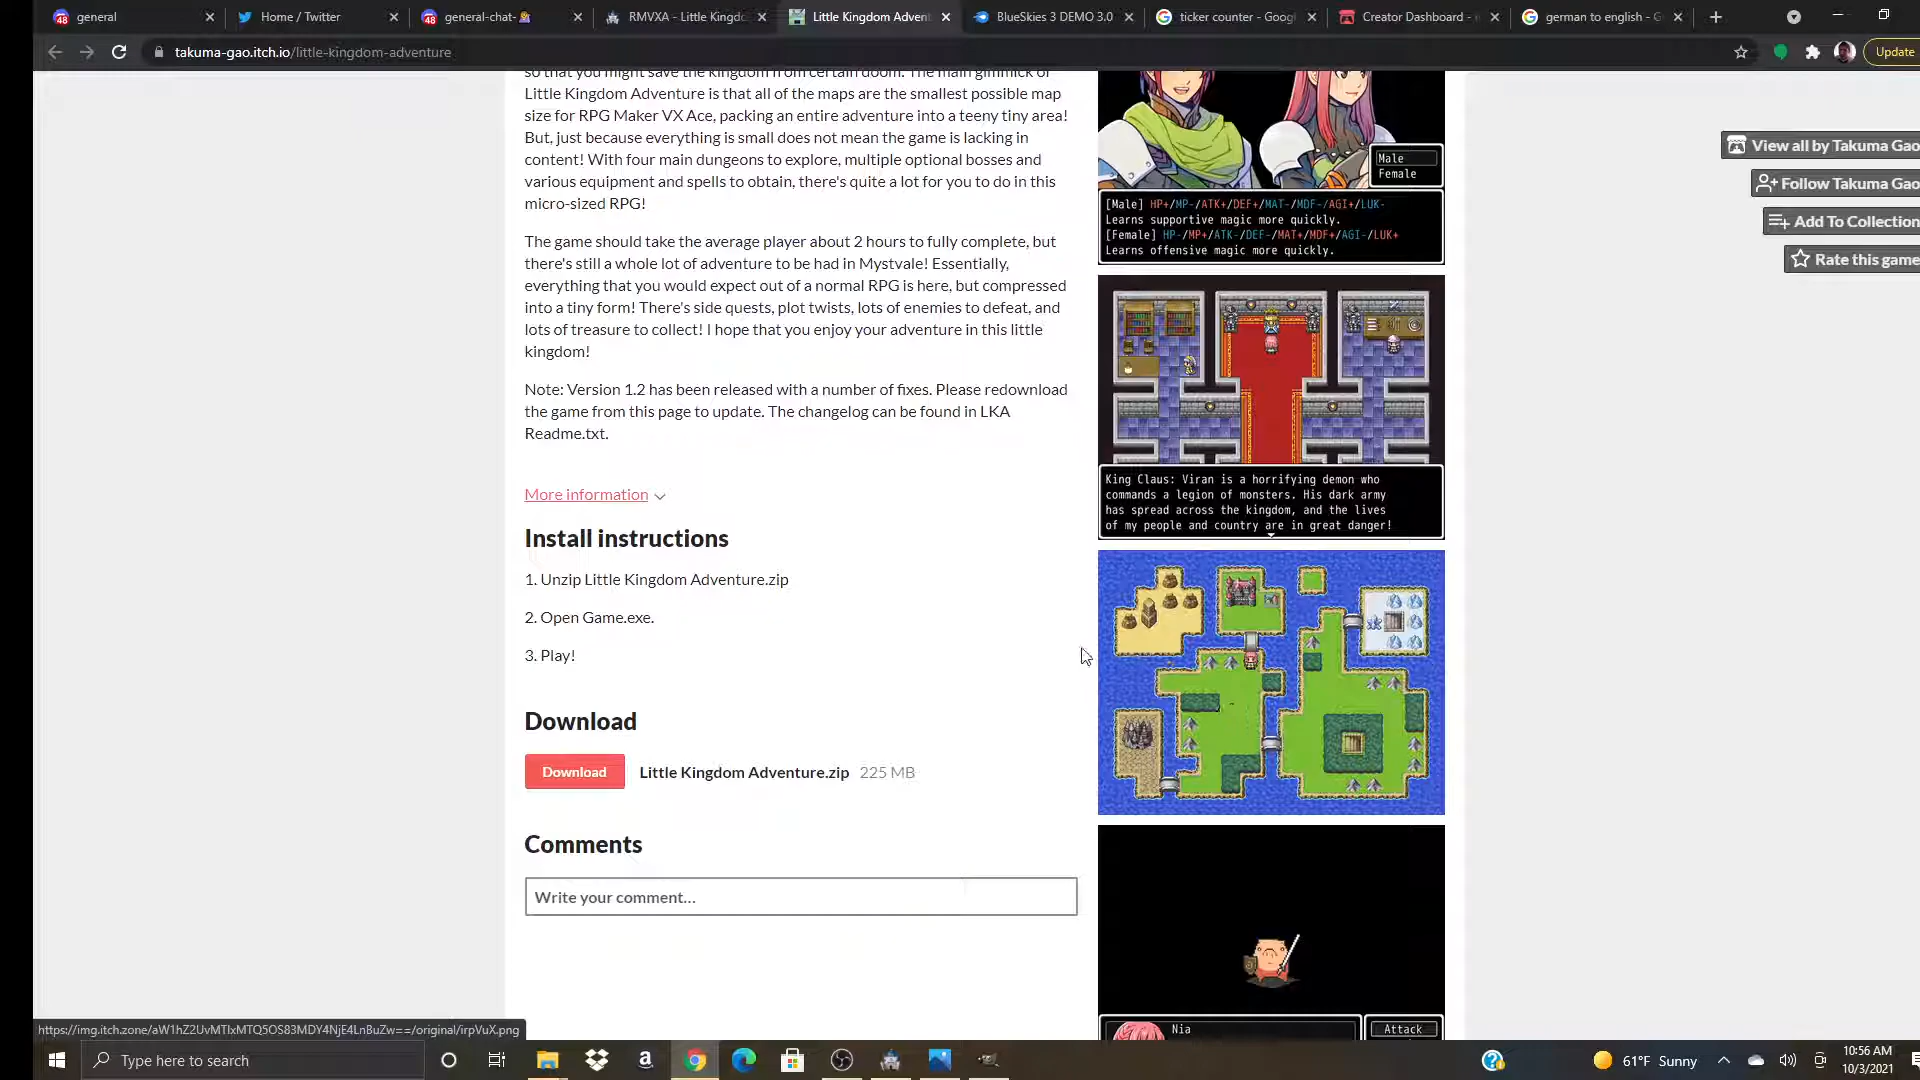 general
Home / Twitter
general-chat-
RMVXA - Little Kingdo
Little Kingdom Adven
BlueSkies 3 DEMO 3.0
ticker counter - Googl
Creator Dashboard -
german to english - G
takuma-gao.itch.io/little-kingdom-adventure
Update
so that you might save the kingdom from certain doom. The main gimmick of
Little Kingdom Adventure is that all of the maps are the smallest possible map
size for RPG Maker VX Ace, packing an entire adventure into a teeny tiny area!
But, just because everything is small does not mean the game is lacking in
content! With four main dungeons to explore, multiple optional bosses and
various equipment and spells to obtain, there's quite a lot for you to do in this
micro-sized RPG!
The game should take the average player about 2 hours to fully complete, but
there's still a whole lot of adventure to be had in Mystvale! Essentially,
everything that you would expect out of a normal RPG is here, but compressed
into a tiny form! There's side quests, plot twists, lots of enemies to defeat, and
lots of treasure to collect! I hope that you enjoy your adventure in this little
kingdom!
Note: Version 1.2 has been released with a number of fixes. Please redownload
the game from this page to update. The changelog can be found in LKA
Readme.txt.
More information
Install instructions
1. Unzip Little Kingdom Adventure.zip
2. Open Game.exe.
3. Play!
Download
Download Little Kingdom Adventure.zip 225 MB
Comments
Write your comment...
Male
Female
[Male] HP+/MP-/ATK+/DEF+/MAT-/MDF-/AGI+/LUK-
Learns supportive magic more quickly.
[Female] HP-/MP+/ATK-/DEF-/MAT+/MDF+/AGI-/LUK+
Learns offensive magic more quickly.
King Claus: Viran is a horrifying demon who
commands a legion of monsters. His dark army
has spread across the kingdom, and the lives
of my people and country are in great danger!
Nia
Attack
View all by Takuma Gao
Follow Takuma Gao
Add To Collection
Rate this game
https://img.itch.zone/aW1hZ2UvMTIxMTQ5OS83MDY4NjE4LnBuZw==/original/irpVuX.png
Type here to search
61°F Sunny
10:56 AM
10/3/2021